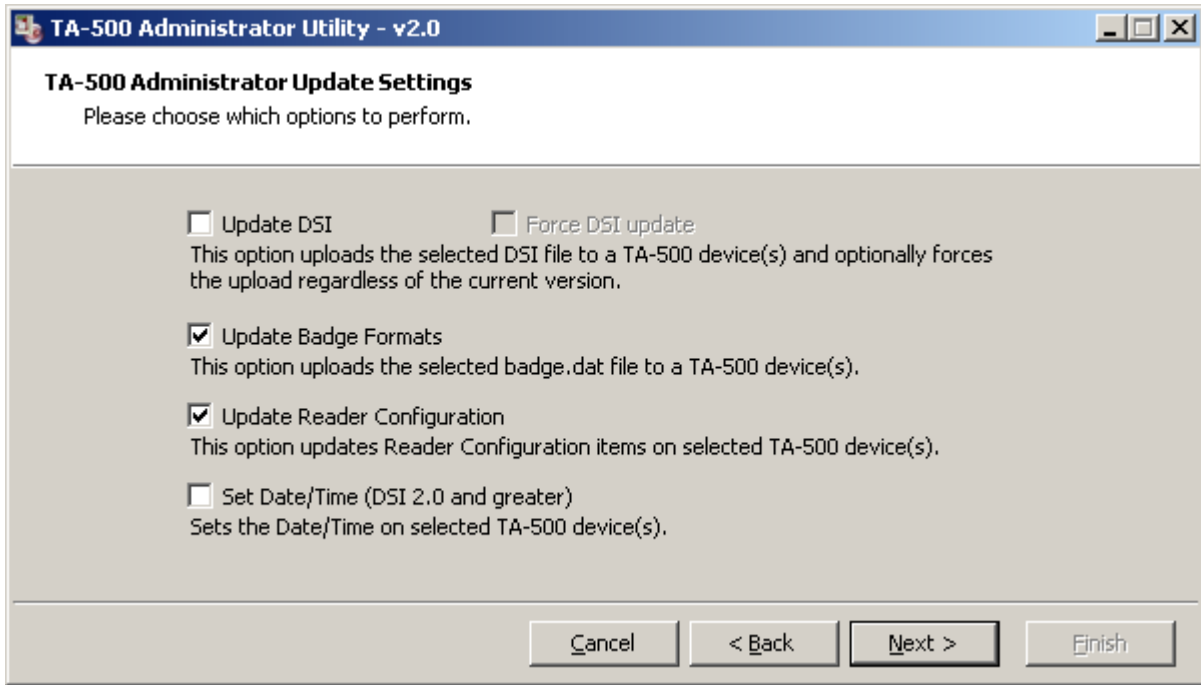 TA-500 Administrator Utility - v2.0
TA-500 Administrator Update Settings
Please choose which options to perform.
Update DSI Force DSI update
This option uploads the selected DSI file to a TA-500 device(s) and optionally forces
the upload regardless of the current version.
Update Badge Formats
This option uploads the selected badge.dat file to a TA-500 device(s).
Update Reader Configuration
This option updates Reader Configuration items on selected TA-500 device(s).
Set Date/Time (DSI 2.0 and greater)
Sets the Date/Time on selected TA-500 device(s).
Cancel < Back Next > Finish